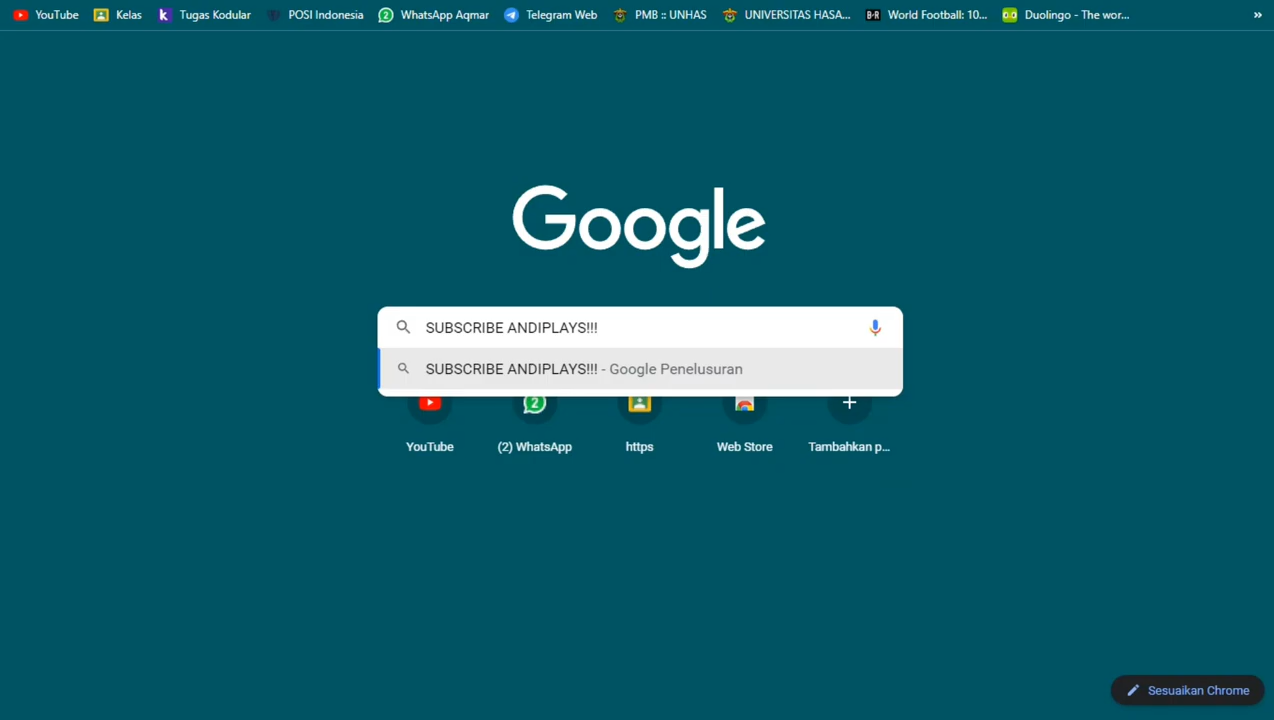 YouTube Kelas Tugas Kodular POSI Indonesia WhatsApp Aqmar Telegram Web PMB :: UNHAS UNIVERSITAS HASA... World Football: 10... Duolingo - The wor... »
Google
SUBSCRIBE ANDIPLAYS!!!
SUBSCRIBE ANDIPLAYS!!! - Google Penelusuran
YouTube (2) WhatsApp https Web Store Tambahkan p...
Sesuaikan Chrome